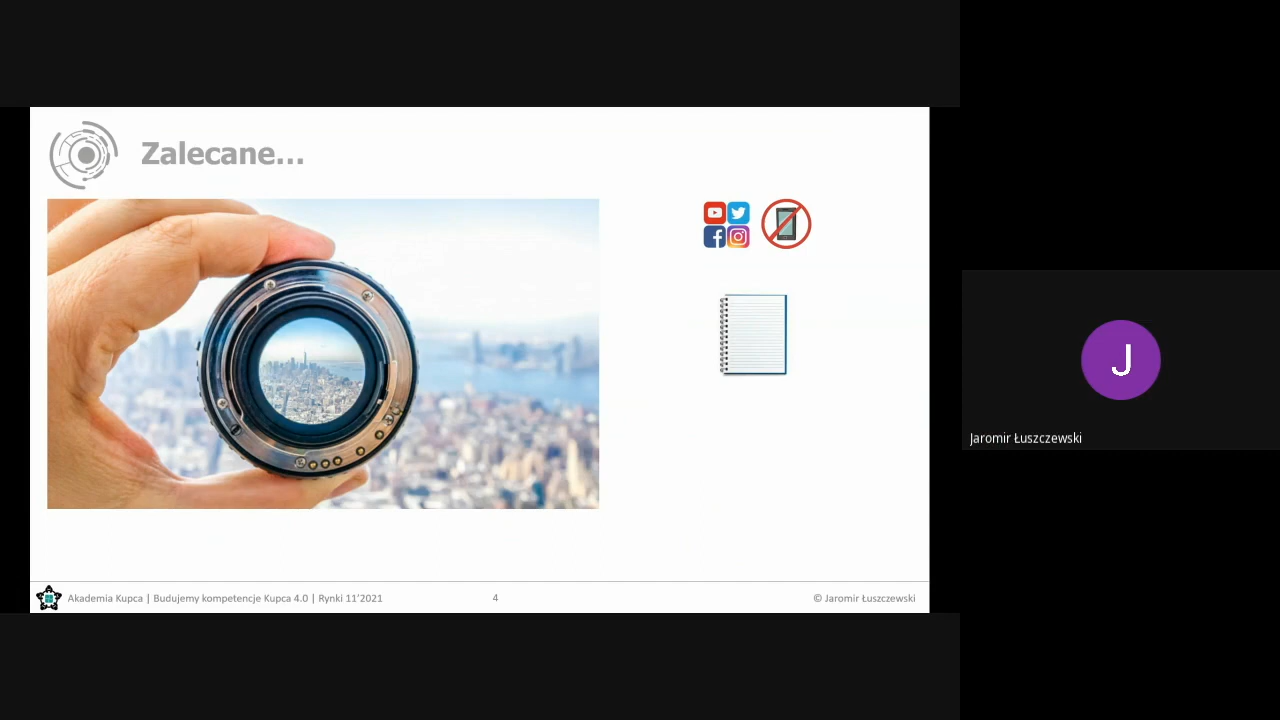 Zalecane...
Akademia Kupca | Budujemy kompetencje Kupca 4.0 | Rynki 11'2021
4
© Jaromir Łuszczewski
J
Jaromir Łuszczewski